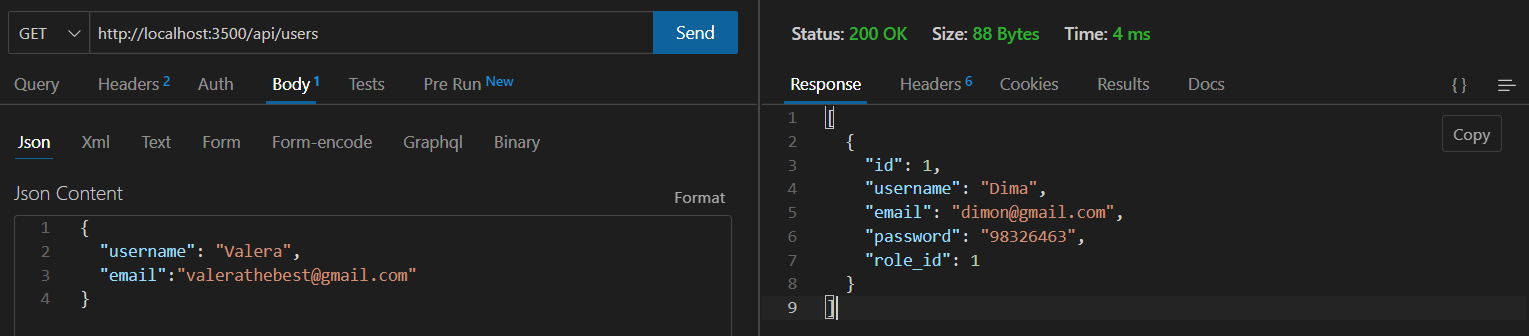 GET http://localhost:3500/api/users Send
Query Headers 2 Auth Body 1 Tests Pre Run New
Json Xml Text Form Form-encode Graphql Binary
Json Content
Format
1 {
2 "username": "Valera",
3 "email":"valerathebest@gmail.com"
4 }
Status: 200 OK Size: 88 Bytes Time: 4 ms
Response Headers 6 Cookies Results Docs { }
Copy
1 [
2 {
3 "id": 1,
4 "username": "Dima",
5 "email": "dimon@gmail.com",
6 "password": "98326463",
7 "role_id": 1
8 }
9 ]